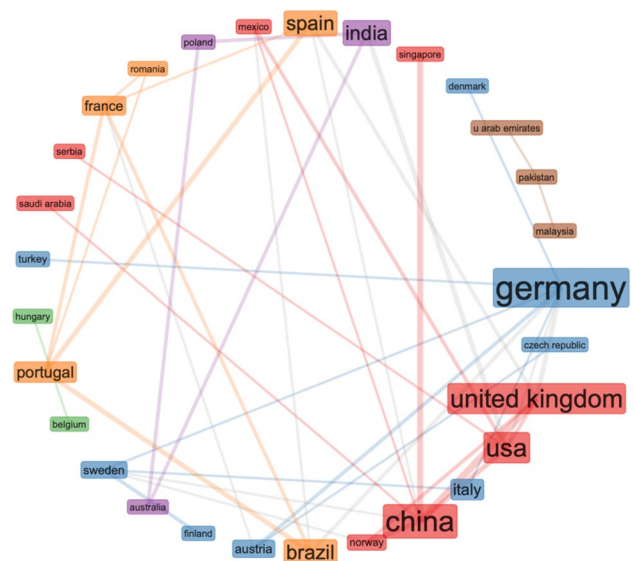 mexico
spain
india
poland
singapore
romania
denmark
france
u arab emirates
serbia
pakistan
saudi arabia
malaysia
turkey
germany
hungary
czech republic
portugal
united kingdom
belgium
usa
sweden
italy
australia
china
finland
norway
austria
brazil